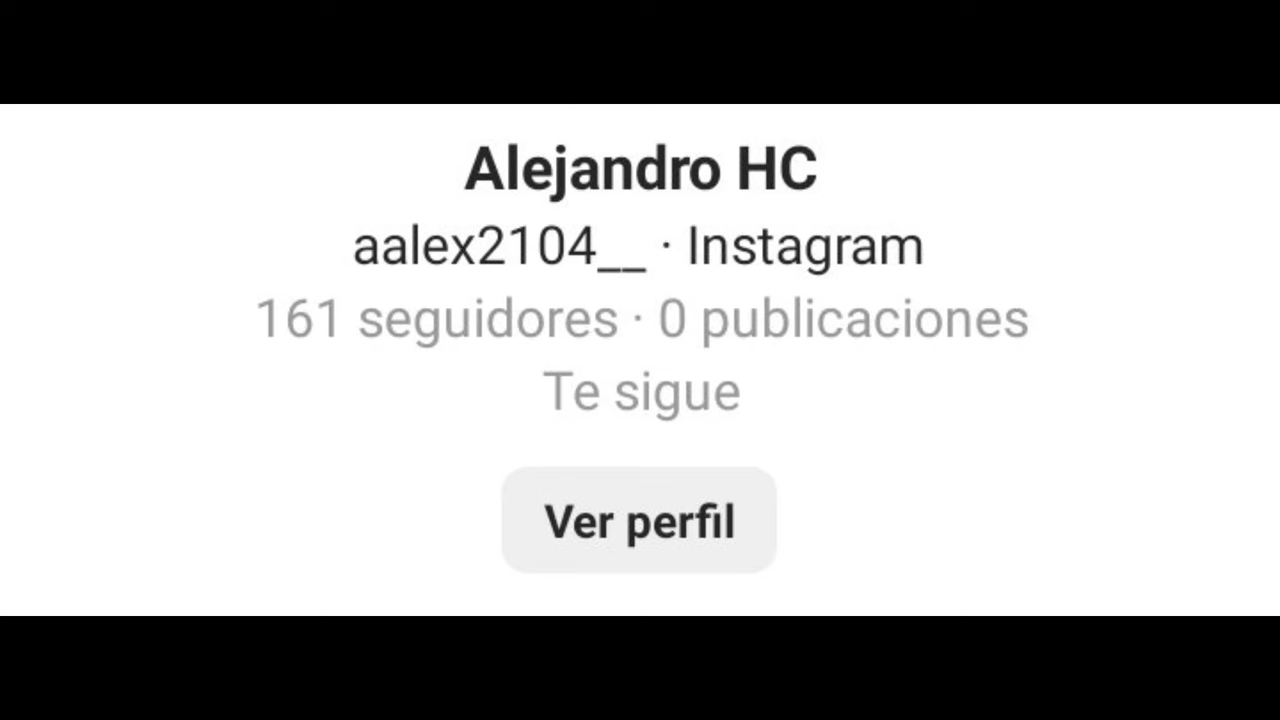 Alejandro HC
aalex2104__ · Instagram
161 seguidores · 0 publicaciones
Te sigue
Ver perfil